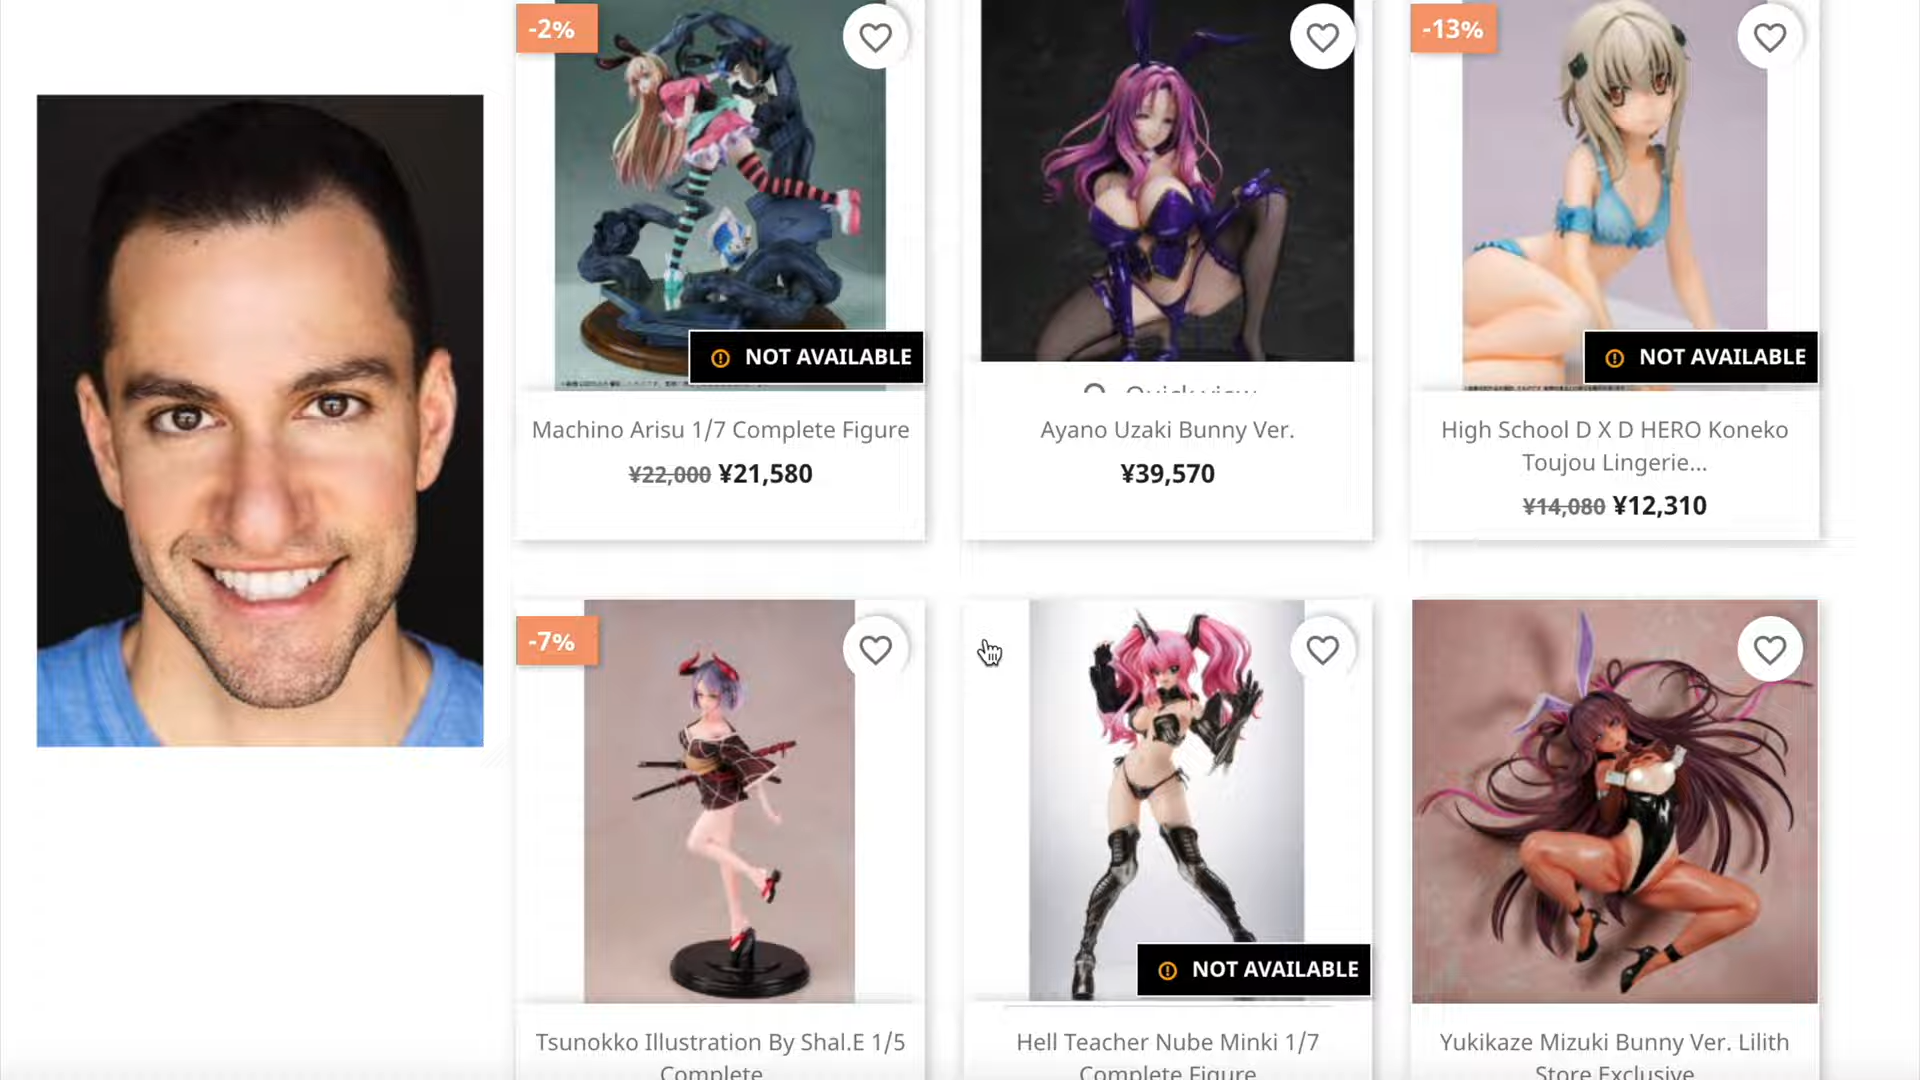 -2%
-13%
NOT AVAILABLE
NOT AVAILABLE
Quick view
Machino Arisu 1/7 Complete Figure
¥22,000 ¥21,580
Ayano Uzaki Bunny Ver.
¥39,570
High School D X D HERO Koneko
Toujou Lingerie...
¥14,080 ¥12,310
-7%
NOT AVAILABLE
Tsunokko Illustration By Shal.E 1/5
Complete
Hell Teacher Nube Minki 1/7
Complete Figure
Yukikaze Mizuki Bunny Ver. Lilith
Store Exclusive